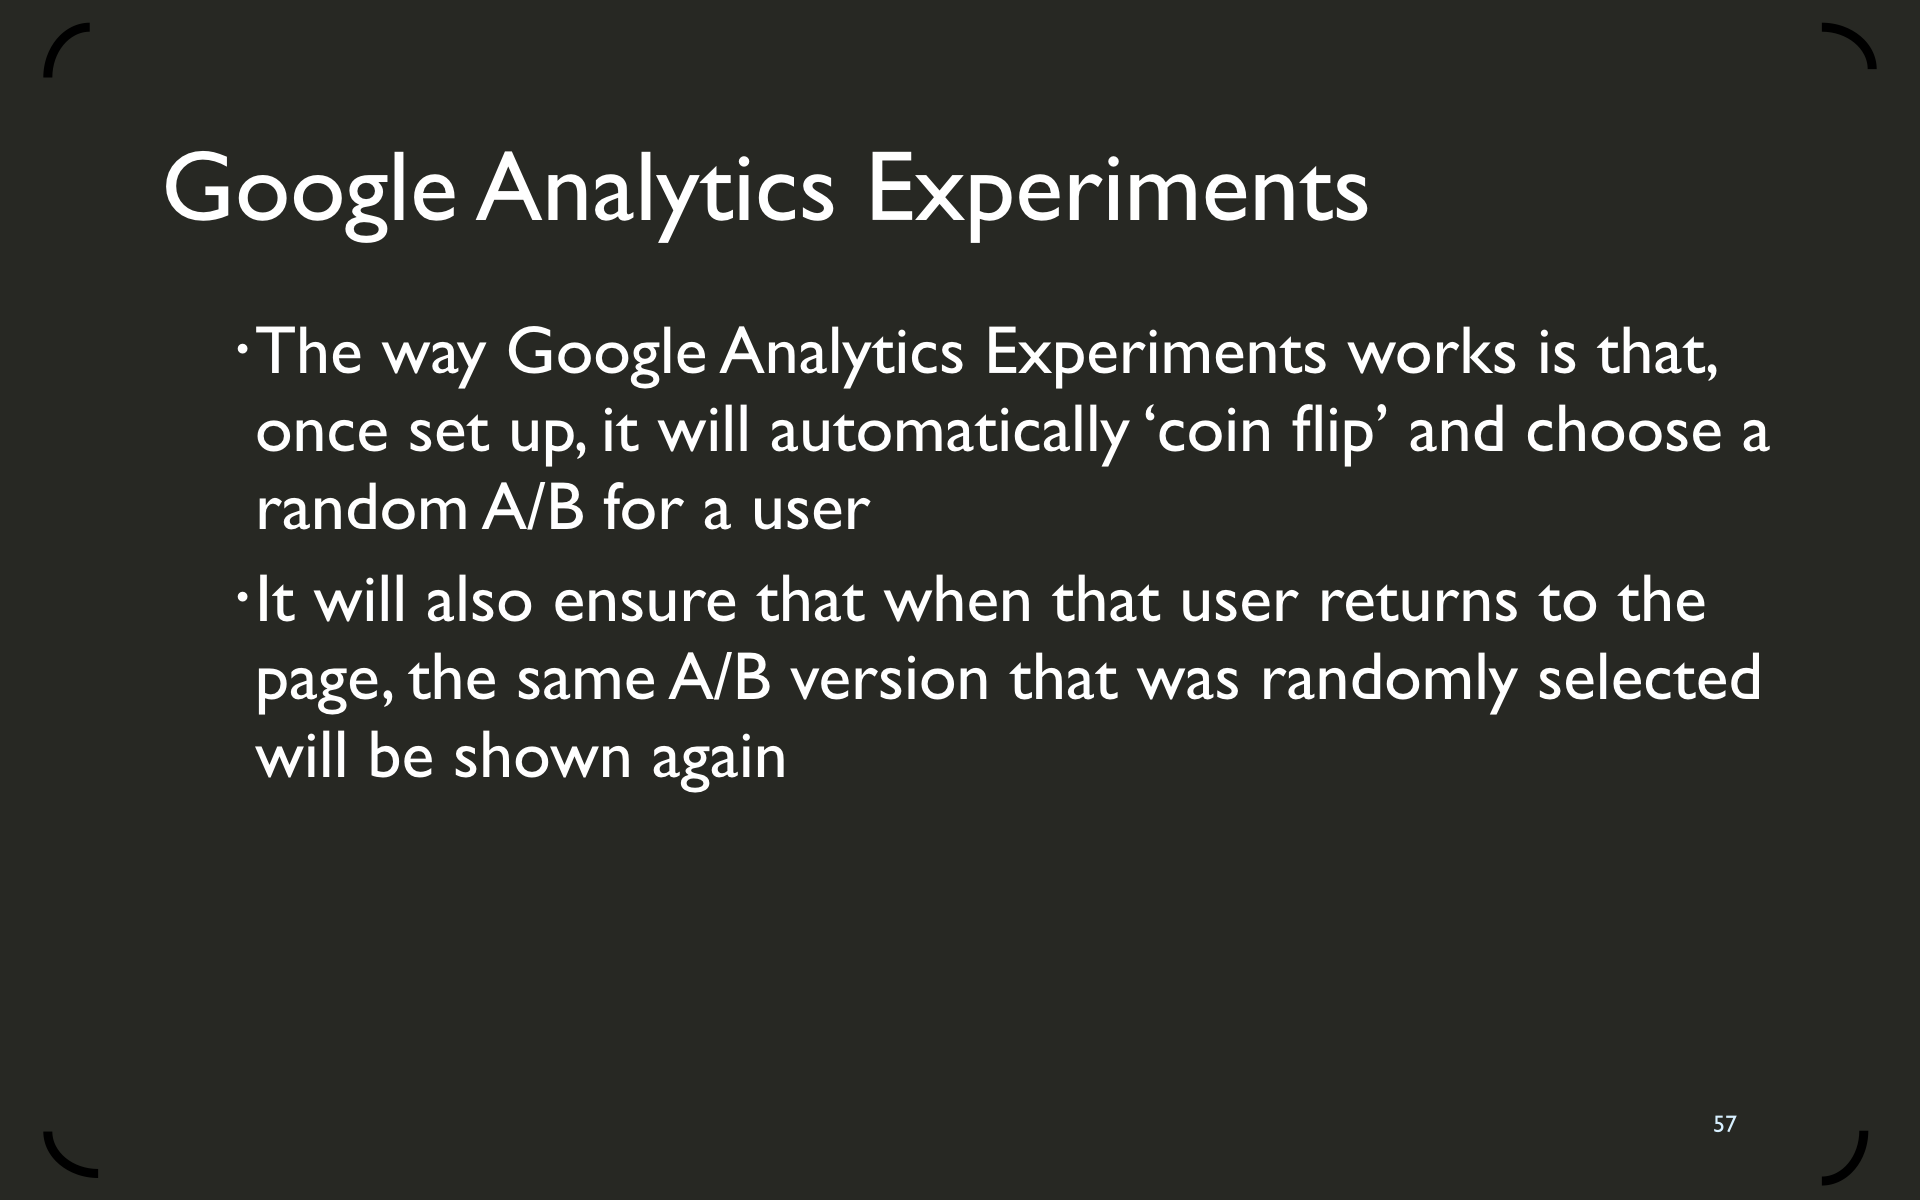 Google Analytics Experiments
·The way Google Analytics Experiments works is that,
once set up, it will automatically ‘coin flip’ and choose a
random A/B for a user
·It will also ensure that when that user returns to the
page, the same A/B version that was randomly selected
will be shown again
57